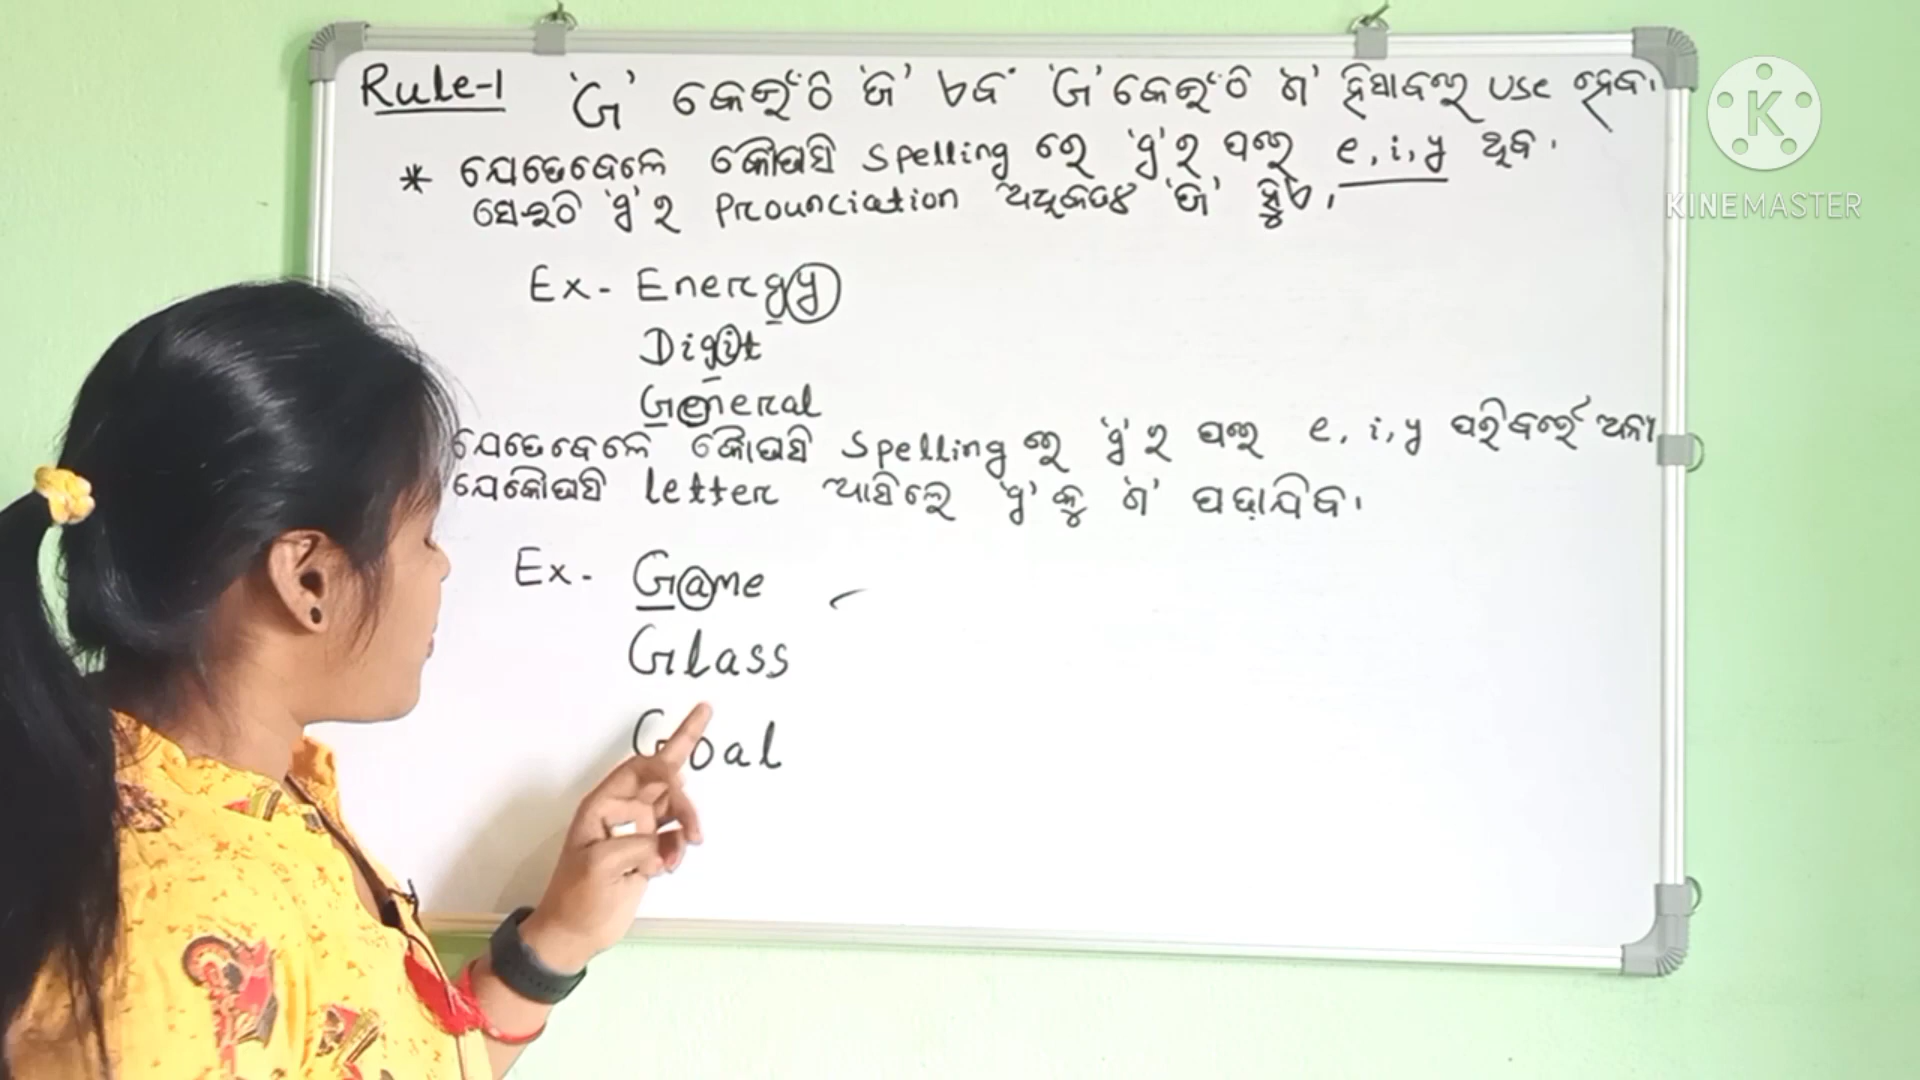 Rule-1 'G' କେଉଁଠି 'ଜ' ଏବଂ 'G' କେଉଁଠି 'ଗ' ହିସାବରେ use ହେବ।
* ଯେତେବେଳେ କୌଣସି spelling ରେ 'g' ର ପରେ e, i, y ଥିବ।
ସେଇଠି 'g' ର Prounciation ଅଧିକାଂଶ 'ଜ' ହୁଏ,
Ex - Energy
Digit
General
ଯେତେବେଳେ କୌଣସି Spelling ରେ 'g' ର ପରେ e, i, y ପରିବର୍ତ୍ତେ ଅନ୍ୟ
ଯେକୌଣସି letter ଆସିଲେ 'g' କୁ 'ଗ' ପଢ଼ାଯିବ।
Ex - Game
Glass
Goal
K
KINEMASTER